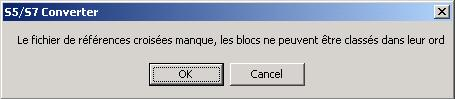 S5/S7 Converter
Le fichier de références croisées manque, les blocs ne peuvent être classés dans leur ord
OK
Cancel